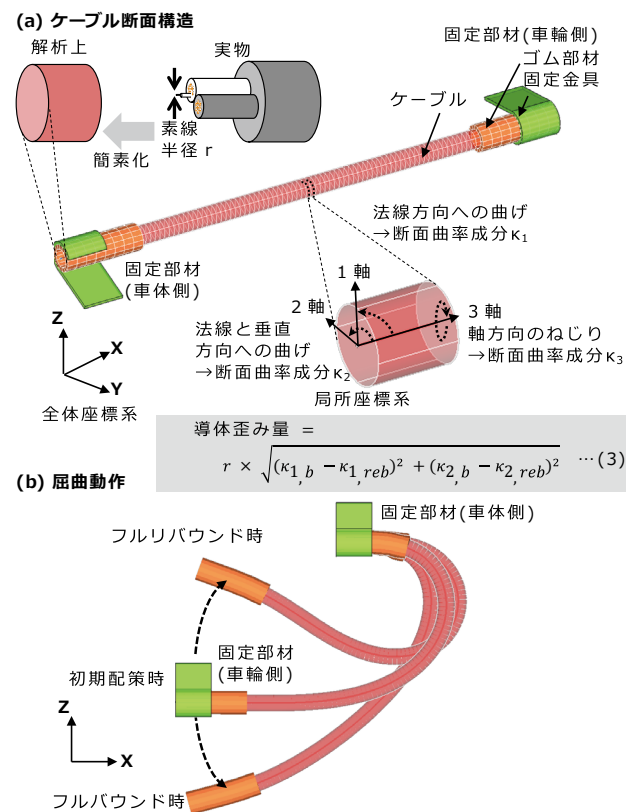 (a) ケーブル断面構造
解析上
実物
素線
半径 r
簡素化
固定部材(車輪側)
ゴム部材
固定金具
ケーブル
法線方向への曲げ
→断面曲率成分κ1
固定部材
(車体側)
1 軸
2 軸
3 軸
法線と垂直
方向への曲げ
→断面曲率成分κ2
軸方向のねじり
→断面曲率成分κ3
局所座標系
Z
X
Y
全体座標系
導体歪み量 =
r × √((κ1,b − κ1,reb)² + (κ2,b − κ2,reb)²) …(3)
(b) 屈曲動作
固定部材(車体側)
フルリバウンド時
固定部材
(車輪側)
初期配策時
Z
X
フルバウンド時